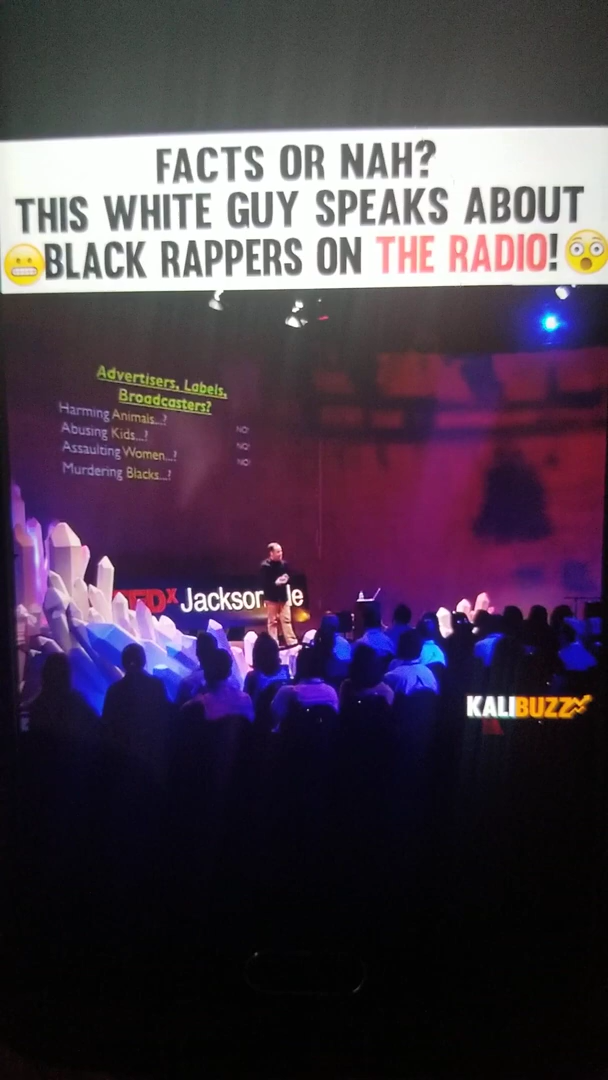 FACTS OR NAH?
THIS WHITE GUY SPEAKS ABOUT
BLACK RAPPERS ON THE RADIO!
Advertisers, Labels,
Broadcasters?
Harming Animals...? NO!
Abusing Kids...? NO!
Assaulting Women...? NO!
Murdering Blacks...?
KALIBUZZ